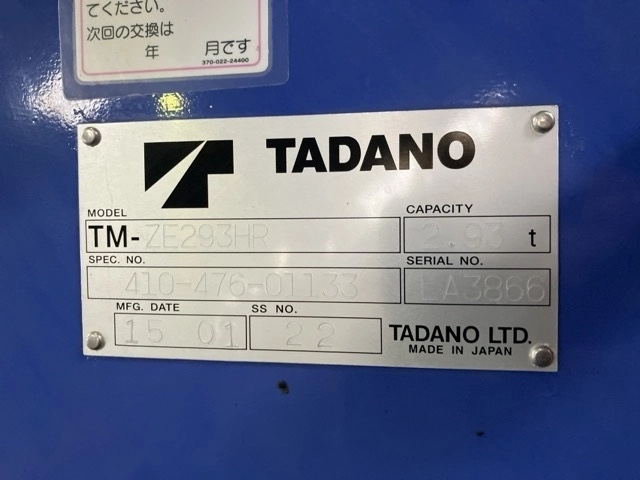 てください。
次回の交換は
年 月です
370-022-24400
TADANO
MODEL
CAPACITY
TM-ZE293HR
2.93 t
SPEC. NO.
SERIAL NO.
410-476-01133
LA3866
MFG. DATE
SS NO.
15 01
22
TADANO LTD.
MADE IN JAPAN